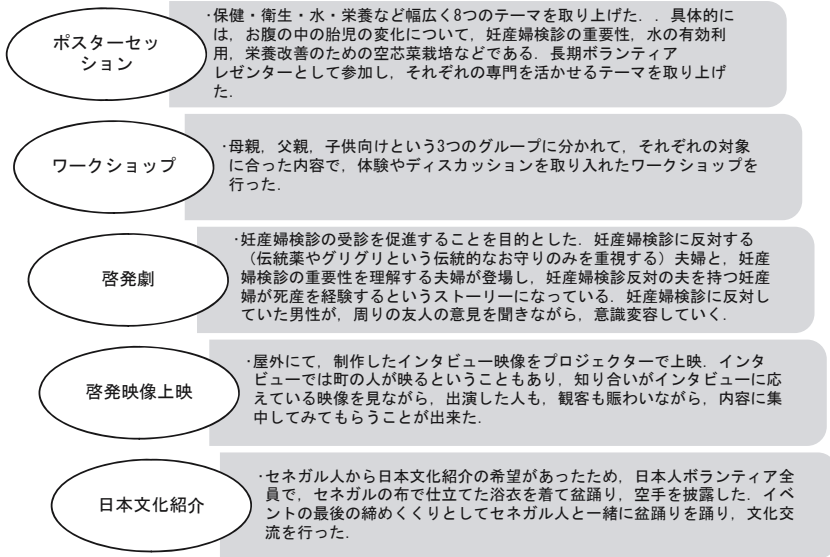 ポスターセッ
ション
・保健・衛生・水・栄養など幅広く8つのテーマを取り上げた．．具体的に
は，お腹の中の胎児の変化について，妊産婦検診の重要性，水の有効利
用，栄養改善のための空芯菜栽培などである．長期ボランティア
レゼンターとして参加し，それぞれの専門を活かせるテーマを取り上げ
た．
ワークショップ
・母親，父親，子供向けという3つのグループに分かれて，それぞれの対象
に合った内容で，体験やディスカッションを取り入れたワークショップを
行った．
啓発劇
・妊産婦検診の受診を促進することを目的とした．妊産婦検診に反対する
（伝統薬やグリグリという伝統的なお守りのみを重視する）夫婦と，妊産
婦検診の重要性を理解する夫婦が登場し，妊産婦検診反対の夫を持つ妊産
婦が死産を経験するというストーリーになっている．妊産婦検診に反対し
ていた男性が，周りの友人の意見を聞きながら，意識変容していく．
啓発映像上映
・屋外にて，制作したインタビュー映像をプロジェクターで上映．インタ
ビューでは町の人が映るということもあり，知り合いがインタビューに応
えている映像を見ながら，出演した人も，観客も賑わいながら，内容に集
中してみてもらうことが出来た．
日本文化紹介
・セネガル人から日本文化紹介の希望があったため，日本人ボランティア全
員で，セネガルの布で仕立てた浴衣を着て盆踊り，空手を披露した．イベ
ントの最後の締めくくりとしてセネガル人と一緒に盆踊りを踊り，文化交
流を行った．